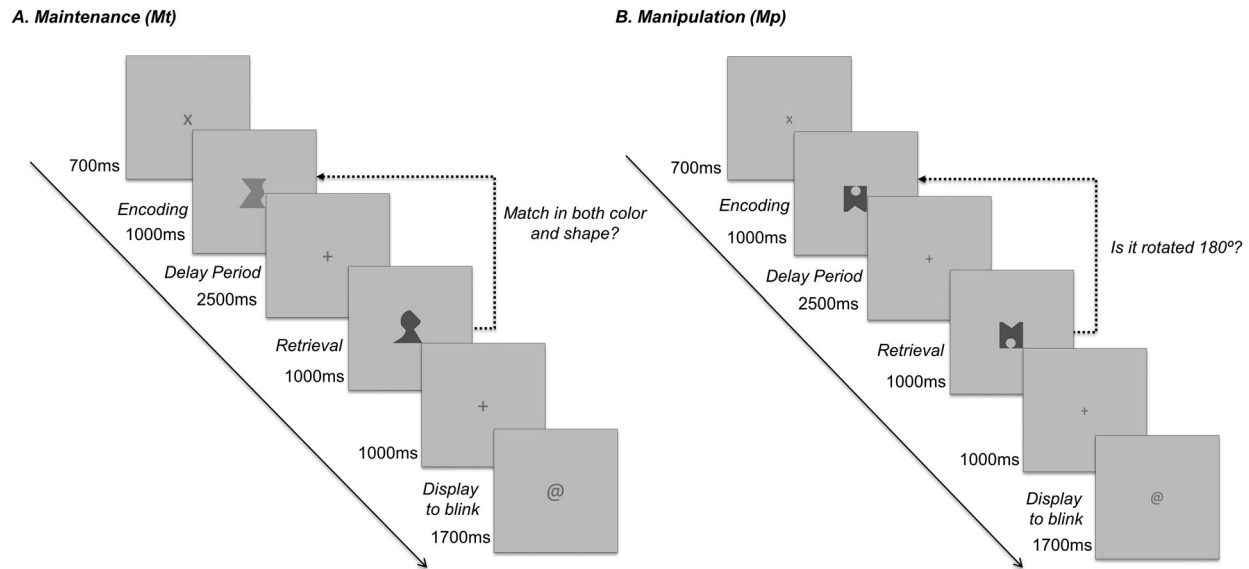 A. Maintenance (Mt)
x
700ms
Encoding
1000ms
+
Delay Period
2500ms
Match in both color
and shape?
Retrieval
1000ms
+
1000ms
@
Display
to blink
1700ms
B. Manipulation (Mp)
x
700ms
Encoding
1000ms
+
Delay Period
2500ms
Is it rotated 180º?
Retrieval
1000ms
+
1000ms
@
Display
to blink
1700ms